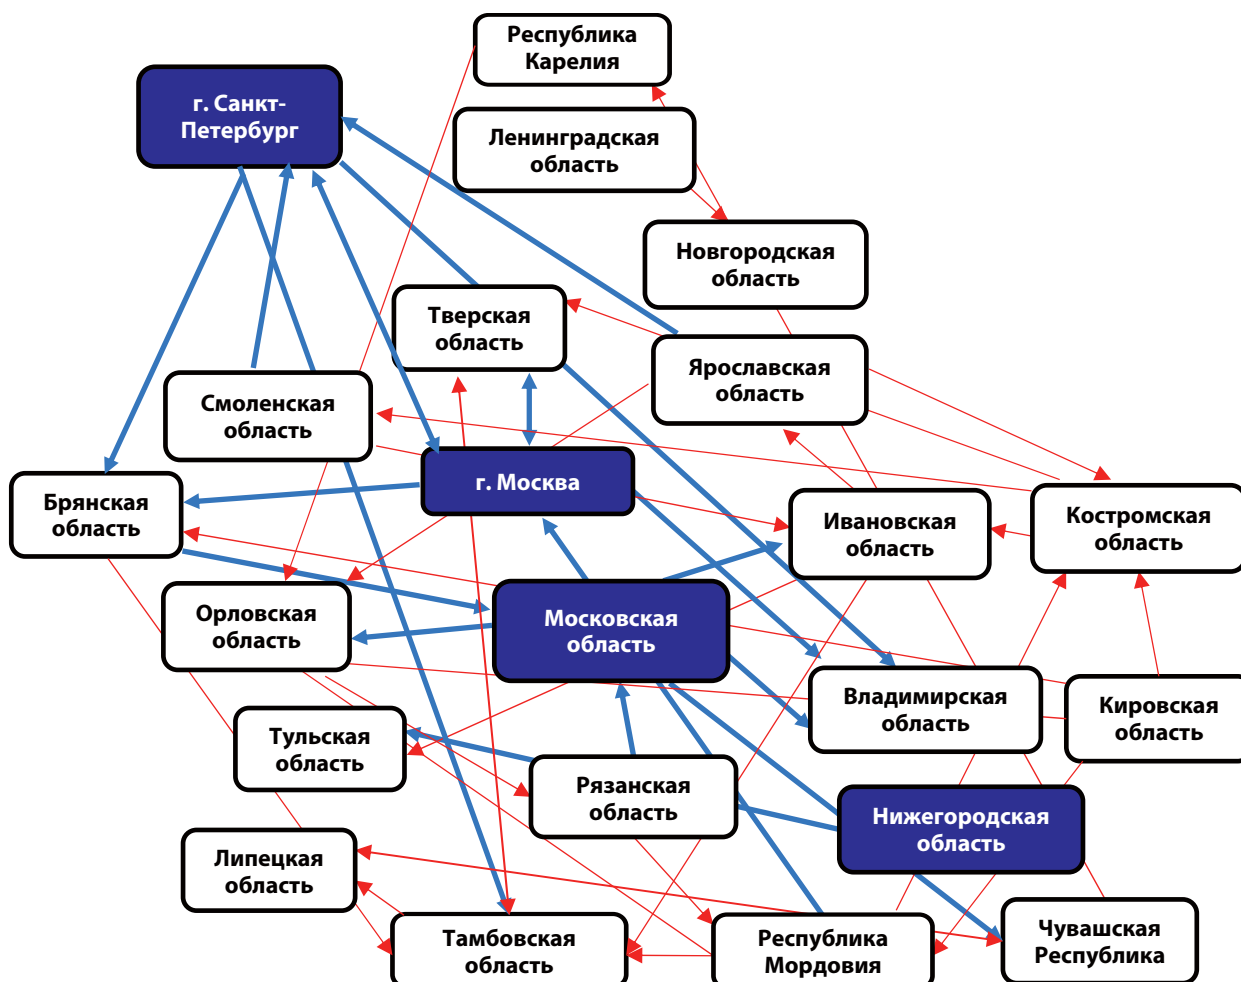 Республика
Карелия
г. Санкт-
Петербург
Ленинградская
область
Новгородская
область
Тверская
область
Ярославская
область
Смоленская
область
г. Москва
Брянская
область
Ивановская
область
Костромская
область
Орловская
область
Московская
область
Владимирская
область
Кировская
область
Тульская
область
Рязанская
область
Нижегородская
область
Липецкая
область
Тамбовская
область
Республика
Мордовия
Чувашская
Республика